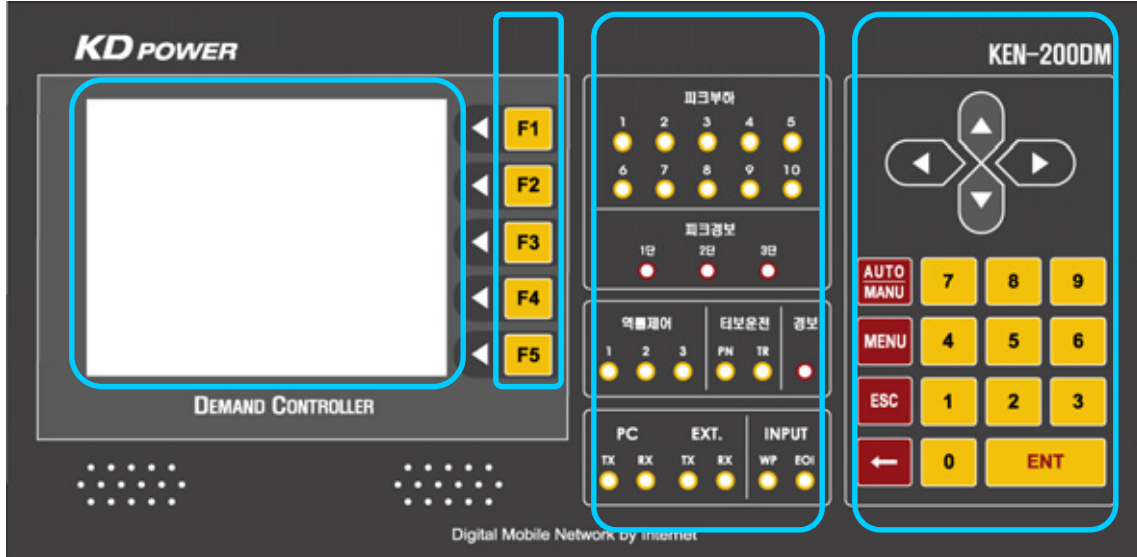 KD POWER
KEN-200DM
F1
F2
F3
F4
F5
DEMAND CONTROLLER
피크부하
1 2 3 4 5
6 7 8 9 10
피크경보
1단 2단 3단
역률제어 터보운전 경보
1 2 3 PN TR
PC EXT. INPUT
TX RX TX RX WP EOI
AUTO
MANU
7 8 9
MENU 4 5 6
ESC 1 2 3
0 ENT
Digital Mobile Network by Internet